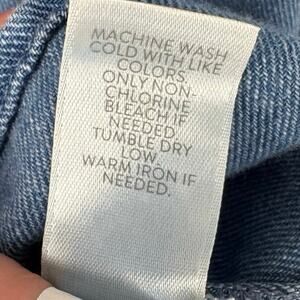 MACHINE WASH
COLD WITH LIKE
COLORS.
ONLY NON-
CHLORINE
BLEACH IF
NEEDED.
TUMBLE DRY
LOW.
WARM IRON IF
NEEDED.